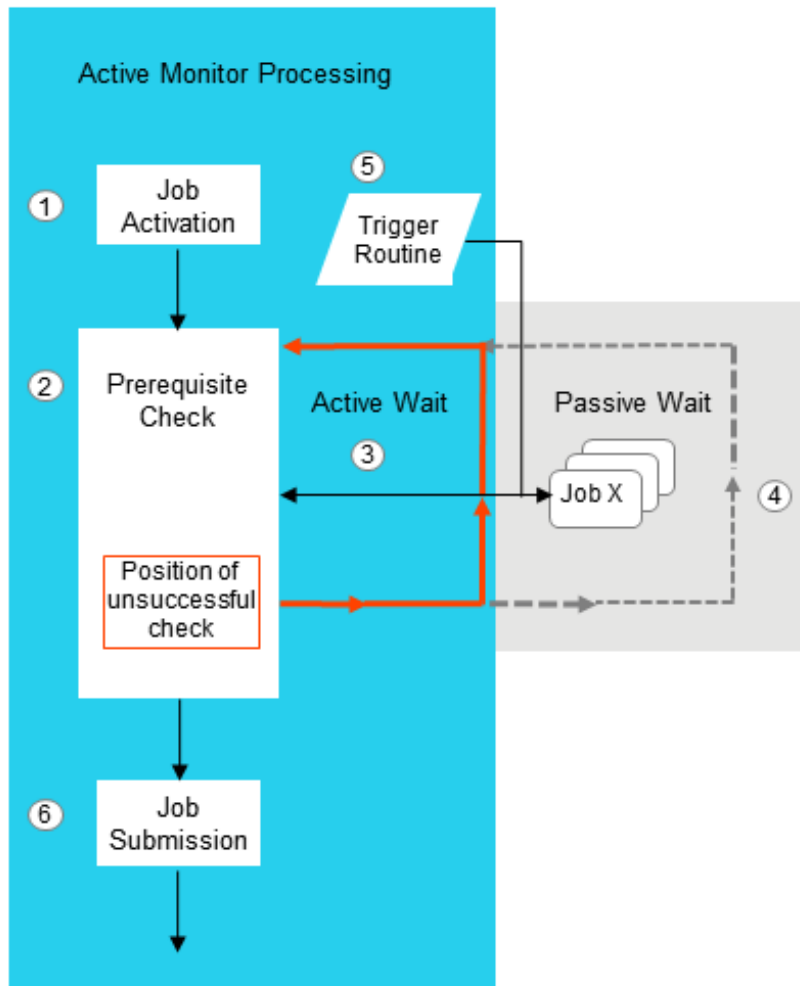 Active Monitor Processing
5
1
Job
Activation
Trigger
Routine
2
Prerequisite
Check
Active Wait
Passive Wait
3
Job X
4
Position of
unsuccessful
check
6
Job
Submission